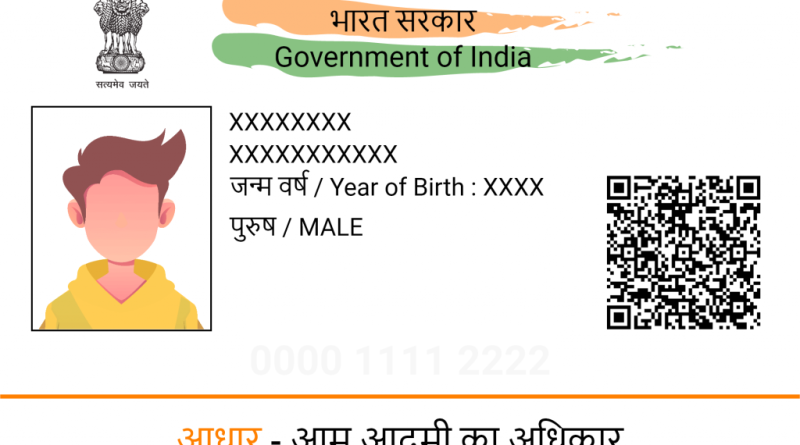 भारत सरकार
Government of India
सत्यमेव जयते
XXXXXXXX
XXXXXXXXXXX
जन्म वर्ष / Year of Birth : XXXX
पुरुष / MALE
0000 1111 2222
आधार - आम आदमी का अधिकार